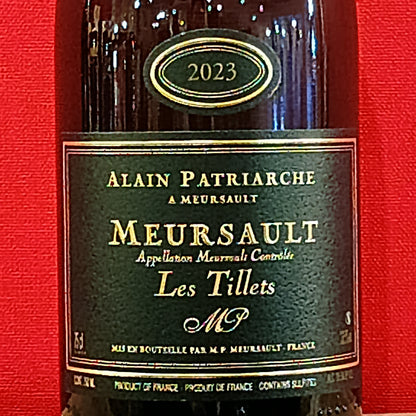 2023
ALAIN PATRIARCHE
A MEURSAULT
MEURSAULT
Appellation Meursault Contrôlée
Les Tillets
MP
MIS EN BOUTEILLE PAR M.P. MEURSAULT - FRANCE
PRODUCT OF FRANCE - PRODUIT DE FRANCE - CONTAINS SULPHITES